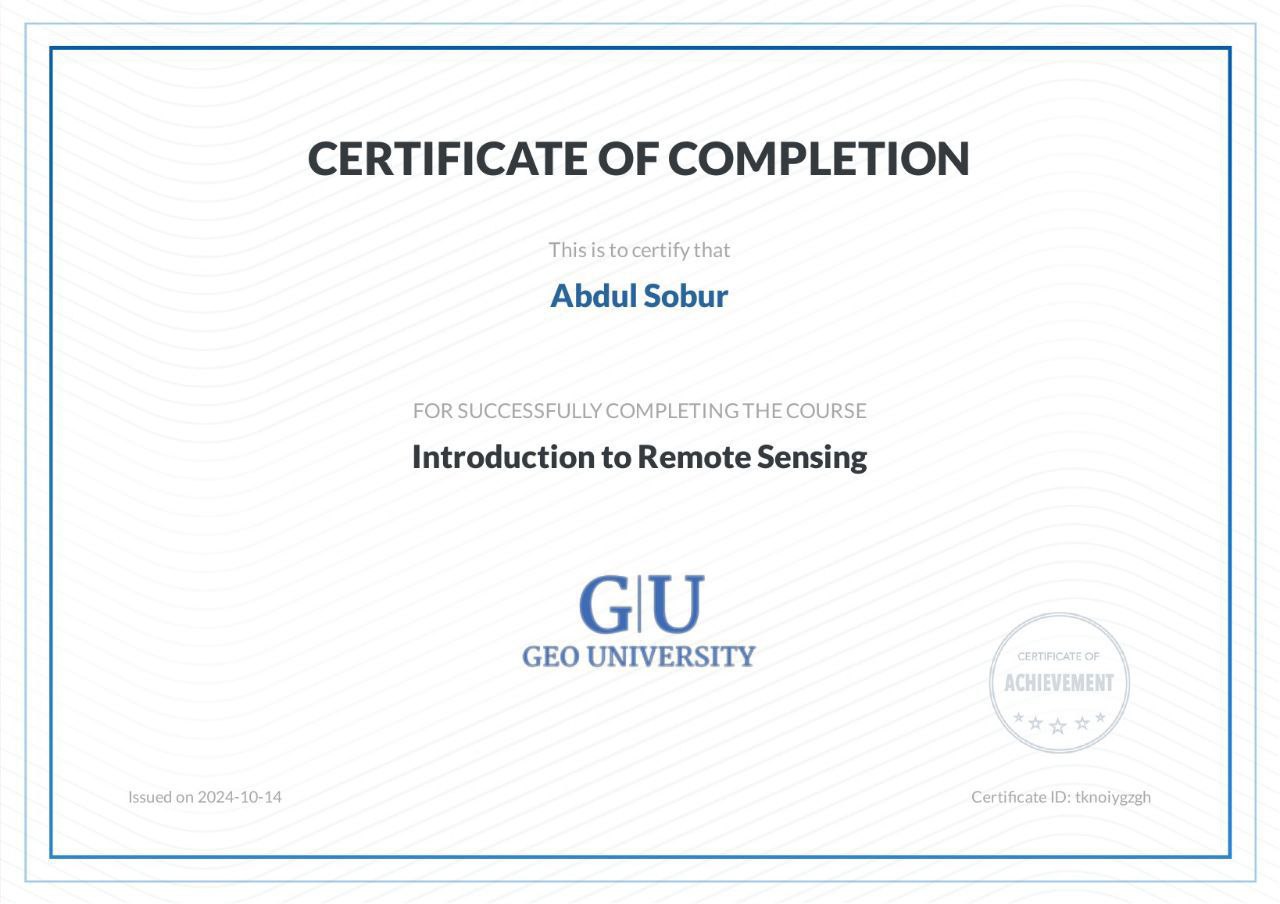 CERTIFICATE OF COMPLETION
This is to certify that
Abdul Sobur
FOR SUCCESSFULLY COMPLETING THE COURSE
Introduction to Remote Sensing
G|U
GEO UNIVERSITY
CERTIFICATE OF
ACHIEVEMENT
Issued on 2024-10-14
Certificate ID: tknoiygzgh